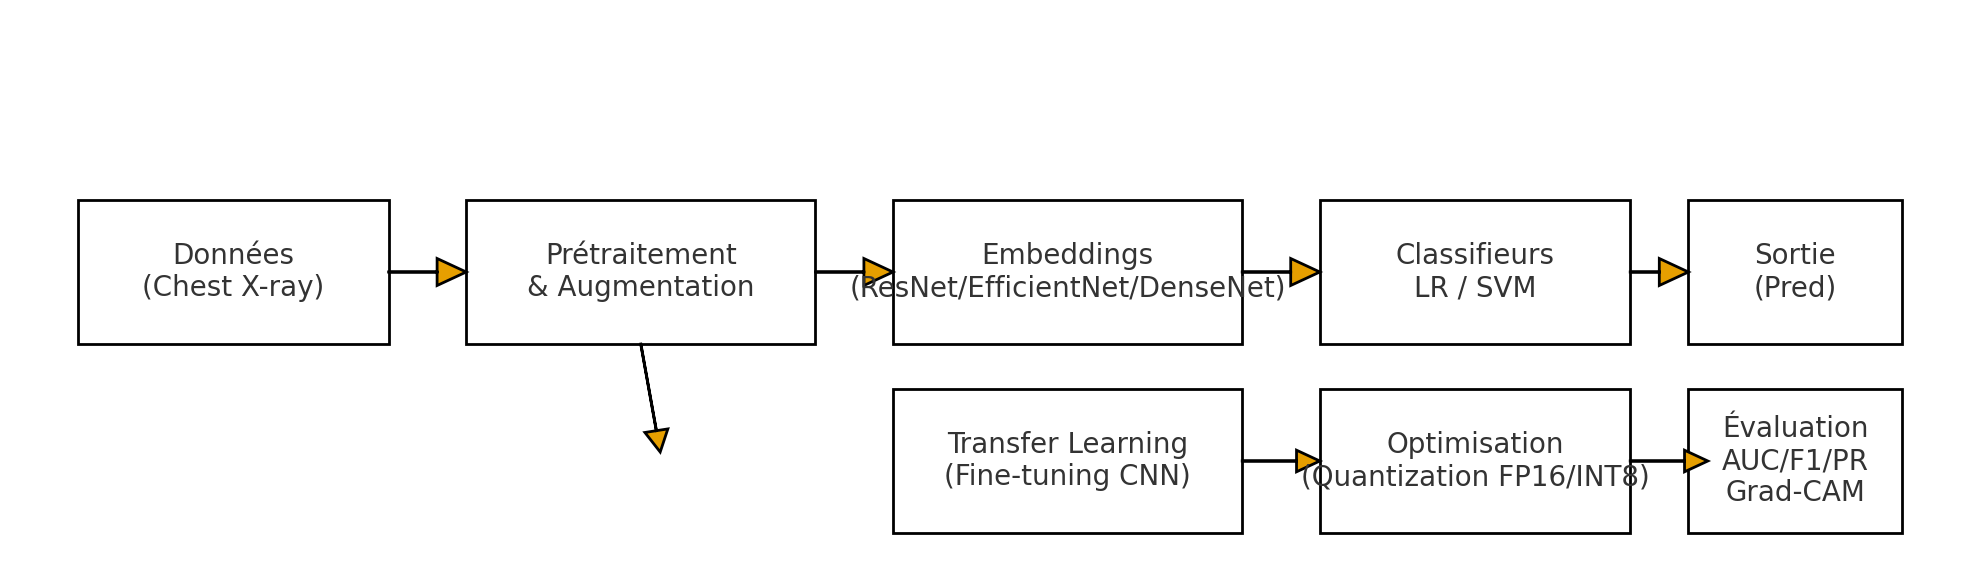 Données
(Chest X-ray)
Prétraitement
& Augmentation
Embeddings
(ResNet/EfficientNet/DenseNet)
Classifieurs
LR / SVM
Sortie
(Pred)
Transfer Learning
(Fine-tuning CNN)
Optimisation
(Quantization FP16/INT8)
Évaluation
AUC/F1/PR
Grad-CAM